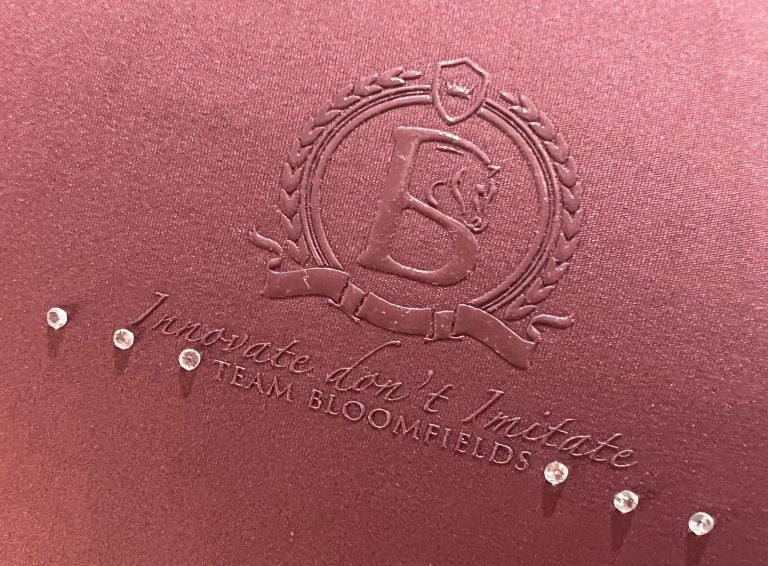 B
Innovate don't Imitate
TEAM BLOOMFIELDS